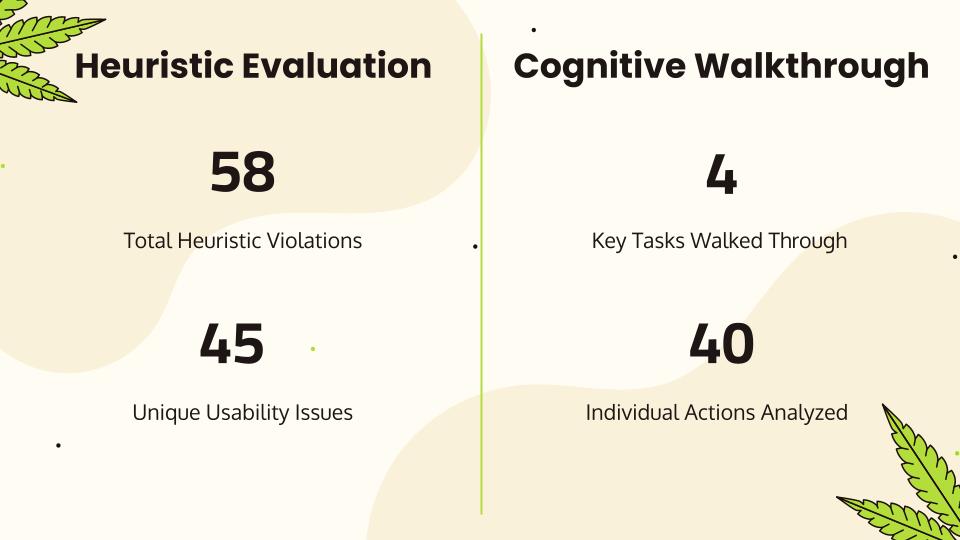 Heuristic Evaluation
58
Total Heuristic Violations
45
Unique Usability Issues
Cognitive Walkthrough
4
Key Tasks Walked Through
40
Individual Actions Analyzed